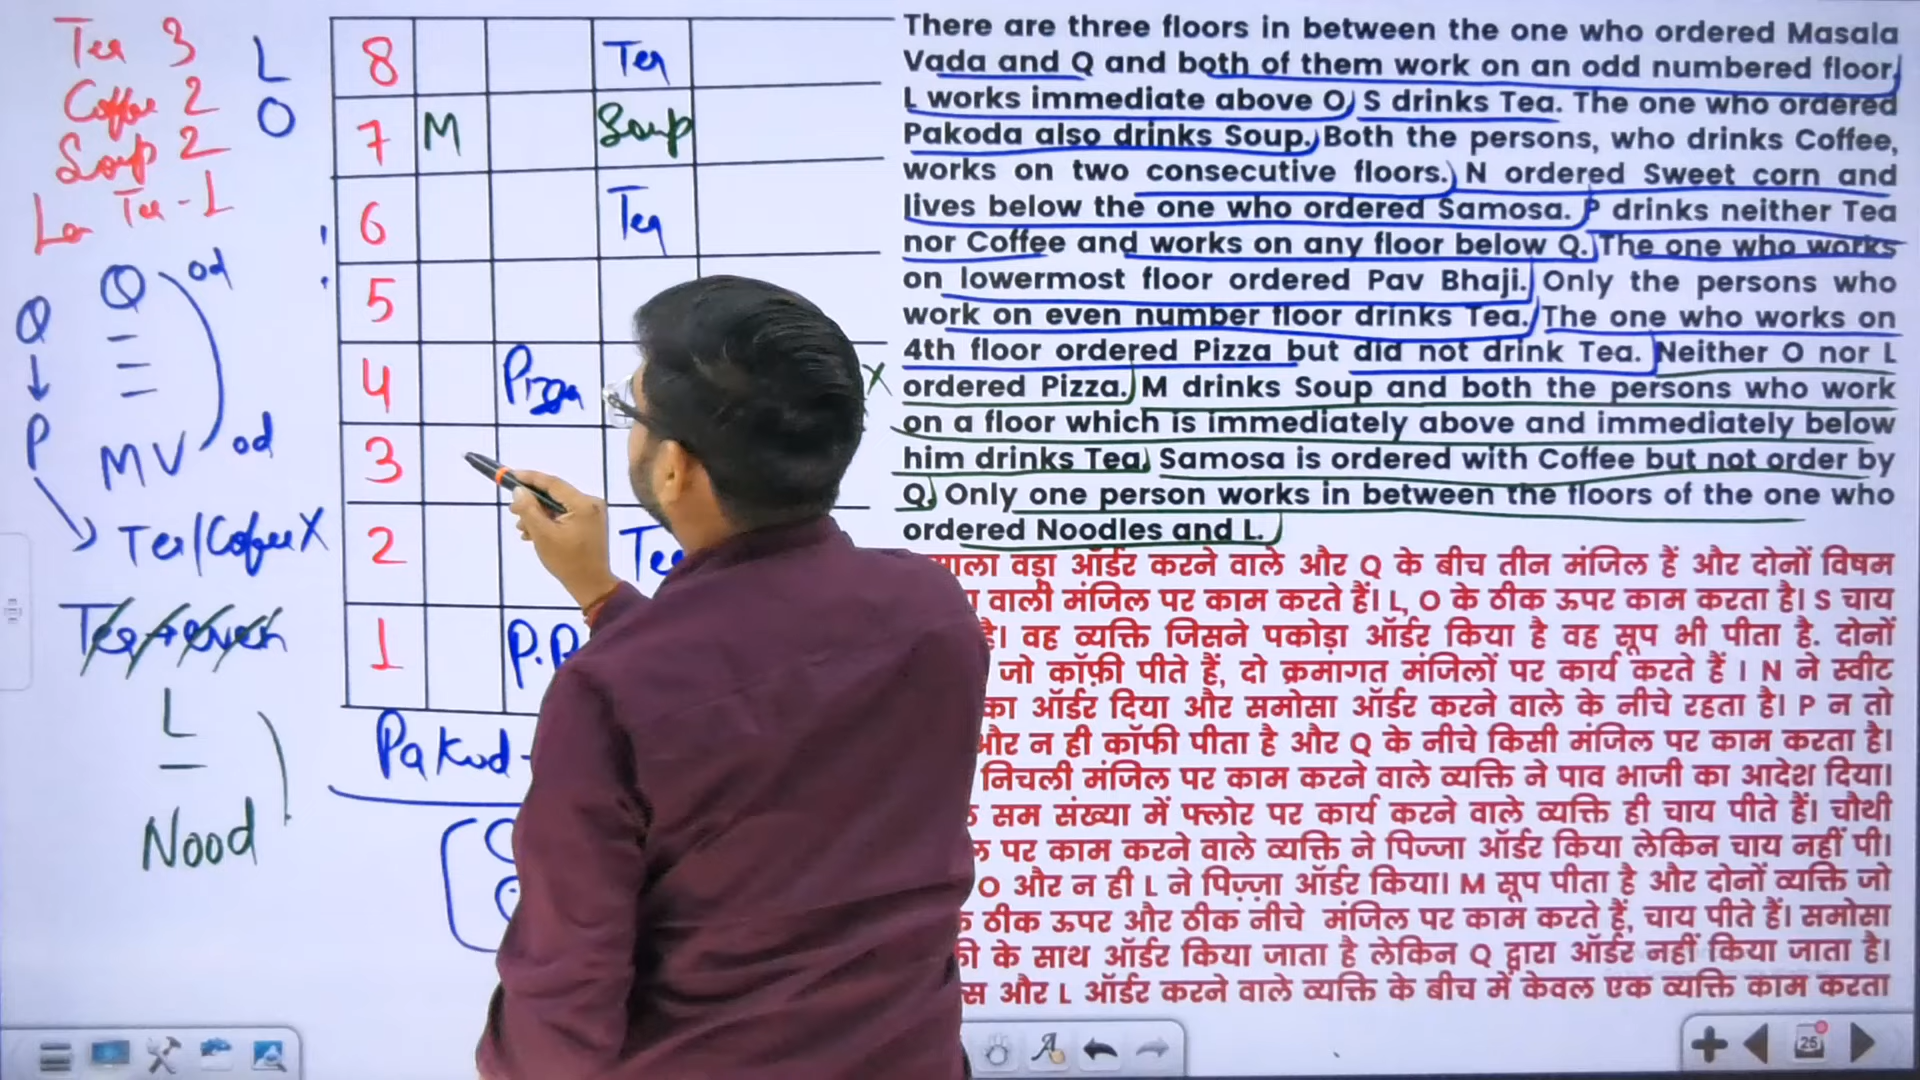 Tea 3
Coffee 2
Soup 2
Le Tea-1
L
O
Q od
Q
P
MV od
Tea/Coffee X
Tea + even
L
Nood
8 Tea
7 M Soup
6 Tea
5
4 Pizza
3
2 Tea
1 P.B
Pakod-
X
There are three floors in between the one who ordered Masala
Vada and Q and both of them work on an odd numbered floor.
L works immediate above O. S drinks Tea. The one who ordered
Pakoda also drinks Soup. Both the persons, who drinks Coffee,
works on two consecutive floors. N ordered Sweet corn and
lives below the one who ordered Samosa. P drinks neither Tea
nor Coffee and works on any floor below Q. The one who works
on lowermost floor ordered Pav Bhaji. Only the persons who
work on even number floor drinks Tea. The one who works on
4th floor ordered Pizza but did not drink Tea. Neither O nor L
ordered Pizza. M drinks Soup and both the persons who work
on a floor which is immediately above and immediately below
him drinks Tea. Samosa is ordered with Coffee but not order by
Q. Only one person works in between the floors of the one who
ordered Noodles and L.
वड़ा ऑर्डर करने वाले और Q के बीच तीन मंजिल हैं और दोनों विषम
वाली मंजिल पर काम करते हैं। L, O के ठीक ऊपर काम करता है। S चाय
है। वह व्यक्ति जिसने पकोड़ा ऑर्डर किया है वह सूप भी पीता है. दोनों
जो कॉफ़ी पीते हैं, दो क्रमागत मंजिलों पर कार्य करते हैं । N ने स्वीट
का ऑर्डर दिया और समोसा ऑर्डर करने वाले के नीचे रहता है। P न तो
और न ही कॉफी पीता है और Q के नीचे किसी मंजिल पर काम करता है।
निचली मंजिल पर काम करने वाले व्यक्ति ने पाव भाजी का आदेश दिया।
सम संख्या में फ्लोर पर कार्य करने वाले व्यक्ति ही चाय पीते हैं। चौथी
पर काम करने वाले व्यक्ति ने पिज्जा ऑर्डर किया लेकिन चाय नहीं पी।
O और न ही L ने पिज़्ज़ा ऑर्डर किया। M सूप पीता है और दोनों व्यक्ति जो
ठीक ऊपर और ठीक नीचे मंजिल पर काम करते हैं, चाय पीते हैं। समोसा
के साथ ऑर्डर किया जाता है लेकिन Q द्वारा ऑर्डर नहीं किया जाता है।
और L ऑर्डर करने वाले व्यक्ति के बीच में केवल एक व्यक्ति काम करता
25